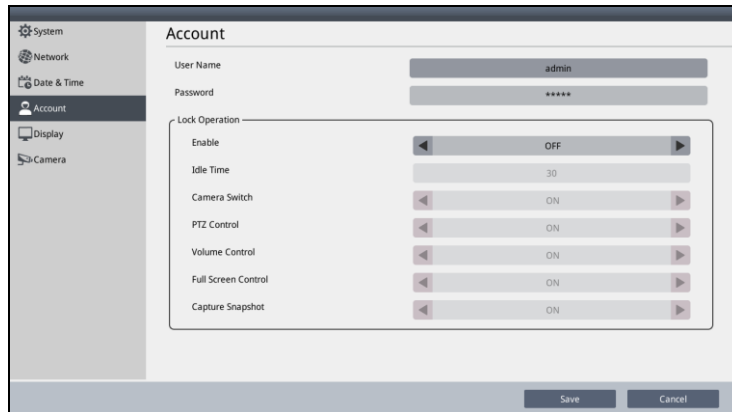 System
Network
Date & Time
Account
Display
Camera
Account
User Name admin
Password *****
Lock Operation
Enable OFF
Idle Time 30
Camera Switch ON
PTZ Control ON
Volume Control ON
Full Screen Control ON
Capture Snapshot ON
Save Cancel